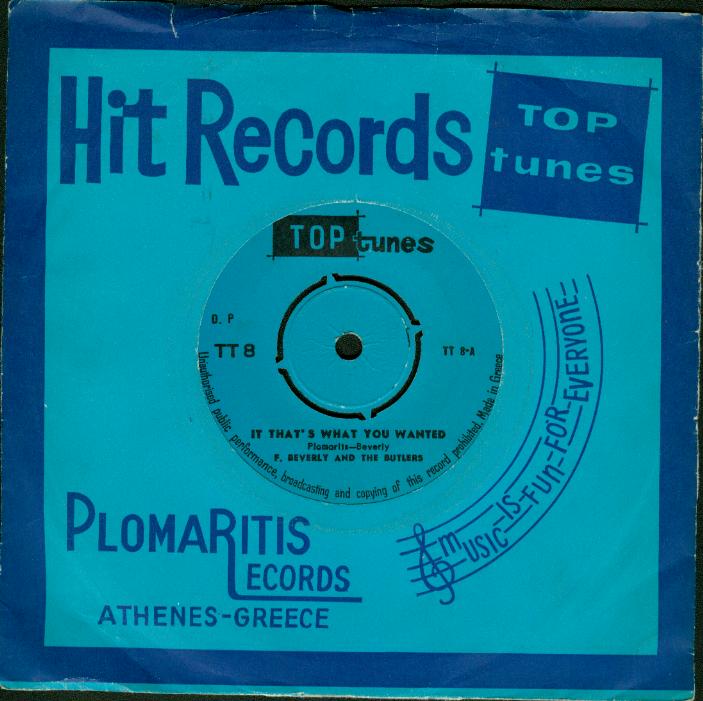 Hit Records
TOP
tunes
TOP tunes
D. P
TT 8
TT 8-A
IT THAT'S WHAT YOU WANTED
Plomarits—Beverly
F. BEVERLY AND THE BUTLERS
Unauthorised public performance, broadcasting and copying of this record prohibited. Made in Greece
MUSIC-IS-FUN-FOR-EVERYONE-
PLOMARITIS
RECORDS
ATHENES-GREECE